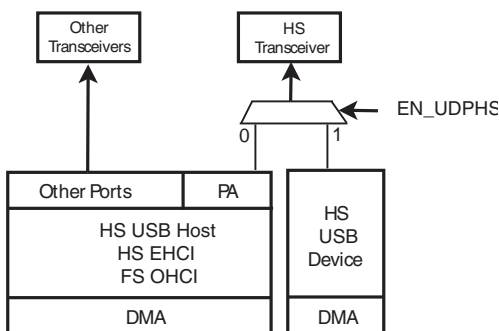 Other
Transceivers
HS
Transceiver
EN_UDPHS
0
1
Other Ports
PA
HS USB Host
HS EHCI
FS OHCI
DMA
HS
USB
Device
DMA